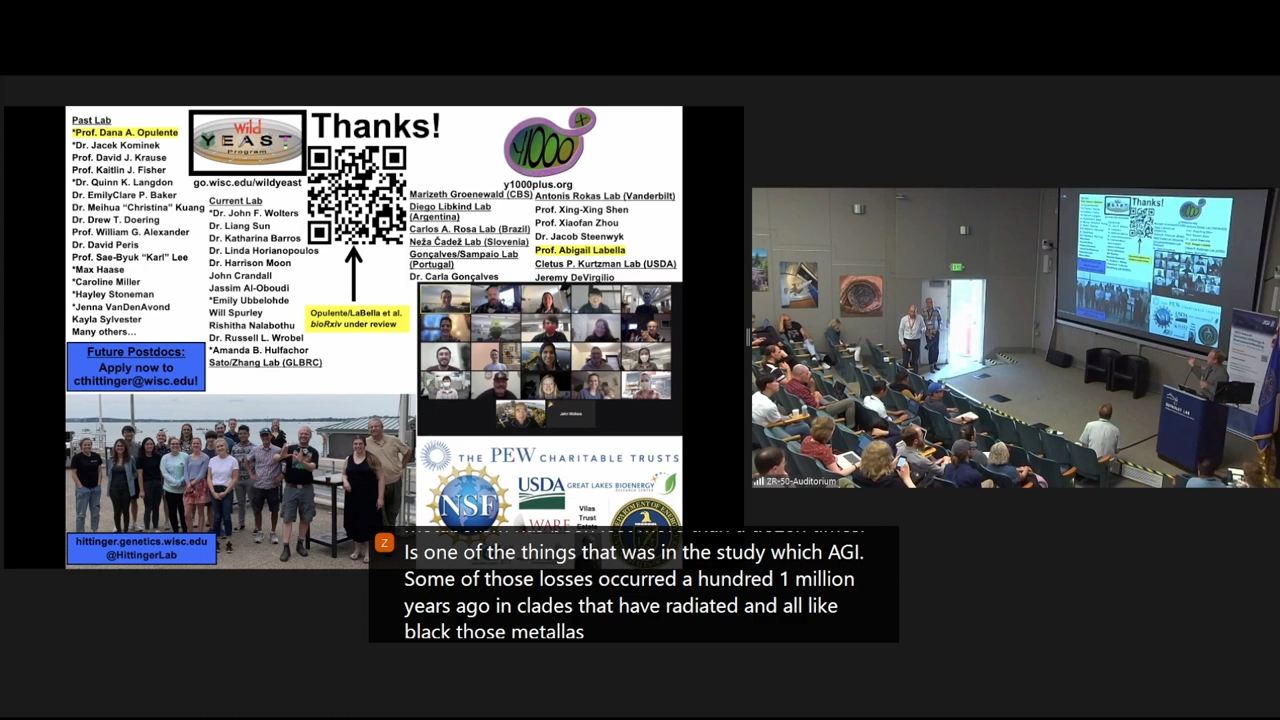 Past Lab
*Prof. Dana A. Opulente
*Dr. Jacek Kominek
Prof. David J. Krause
Prof. Kaitlin J. Fisher
*Dr. Quinn K. Langdon
Dr. EmilyClare P. Baker
Dr. Meihua “Christina” Kuang
Dr. Drew T. Doering
Prof. William G. Alexander
Dr. David Peris
Prof. Sae-Byuk “Karl” Lee
*Max Haase
*Caroline Miller
*Hayley Stoneman
*Jenna VanDenAvond
Kayla Sylvester
Many others…
Future Postdocs:
Apply now to
cthittinger@wisc.edu!
wild
YEAST
Program
go.wisc.edu/wildyeast
Current Lab
*Dr. John F. Wolters
Dr. Liang Sun
Dr. Katharina Barros
Dr. Linda Horianopoulos
Dr. Harrison Moon
John Crandall
Jassim Al-Oboudi
*Emily Ubbelohde
Will Spurley
Rishitha Nalabothu
Dr. Russell L. Wrobel
*Amanda B. Hulfachor
Sato/Zhang Lab (GLBRC)
Thanks!
Opulente/LaBella et al.
bioRxiv under review
y1000+
y1000plus.org
Marizeth Groenewald (CBS)
Diego Libkind Lab
(Argentina)
Carlos A. Rosa Lab (Brazil)
Neža Čadež Lab (Slovenia)
Gonçalves/Sampaio Lab
(Portugal)
Dr. Carla Gonçalves
Antonis Rokas Lab (Vanderbilt)
Prof. Xing-Xing Shen
Prof. Xiaofan Zhou
Dr. Jacob Steenwyk
Prof. Abigail Labella
Cletus P. Kurtzman Lab (USDA)
Jeremy DeVirgilio
John Wolters
THE PEW CHARITABLE TRUSTS
NSF
USDA
GREAT LAKES BIOENERGY
Vilas
Trust
WARF
hittinger.genetics.wisc.edu
@HittingerLab
Thanks!
BERKELEY LAB
ZR-50-Auditorium
Z
Is one of the things that was in the study which AGI.
Some of those losses occurred a hundred 1 million
years ago in clades that have radiated and all like
black those metallas